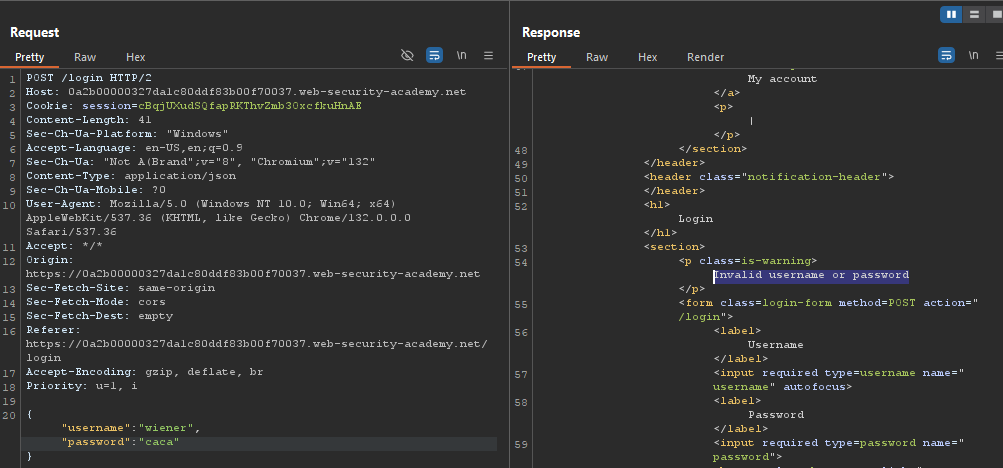 Request
Response
Pretty Raw Hex
\n
Pretty Raw Hex Render
\n
1 POST /login HTTP/2
2 Host: 0a2b00000327da1c80ddf83b00f70037.web-security-academy.net
3 Cookie: session=cBqjUXudSQfapRKThvZmb30xcfkuHnAE
4 Content-Length: 41
5 Sec-Ch-Ua-Platform: "Windows"
6 Accept-Language: en-US,en;q=0.9
7 Sec-Ch-Ua: "Not A(Brand";v="8", "Chromium";v="132"
8 Content-Type: application/json
9 Sec-Ch-Ua-Mobile: ?0
10 User-Agent: Mozilla/5.0 (Windows NT 10.0; Win64; x64)
AppleWebKit/537.36 (KHTML, like Gecko) Chrome/132.0.0.0
Safari/537.36
11 Accept: */*
12 Origin:
https://0a2b00000327da1c80ddf83b00f70037.web-security-academy.net
13 Sec-Fetch-Site: same-origin
14 Sec-Fetch-Mode: cors
15 Sec-Fetch-Dest: empty
16 Referer:
https://0a2b00000327da1c80ddf83b00f70037.web-security-academy.net/
login
17 Accept-Encoding: gzip, deflate, br
18 Priority: u=1, i
19
20 {
"username":"wiener",
"password":"caca"
}
My account
</a>
<p>
|
</p>
48 </section>
49 </header>
50 <header class="notification-header">
51 </header>
52 <h1>
Login
</h1>
53 <section>
54 <p class=is-warning>
Invalid username or password
</p>
55 <form class=login-form method=POST action="
/login">
56 <label>
Username
</label>
57 <input required type=username name="
username" autofocus>
58 <label>
Password
</label>
59 <input required type=password name="
password">